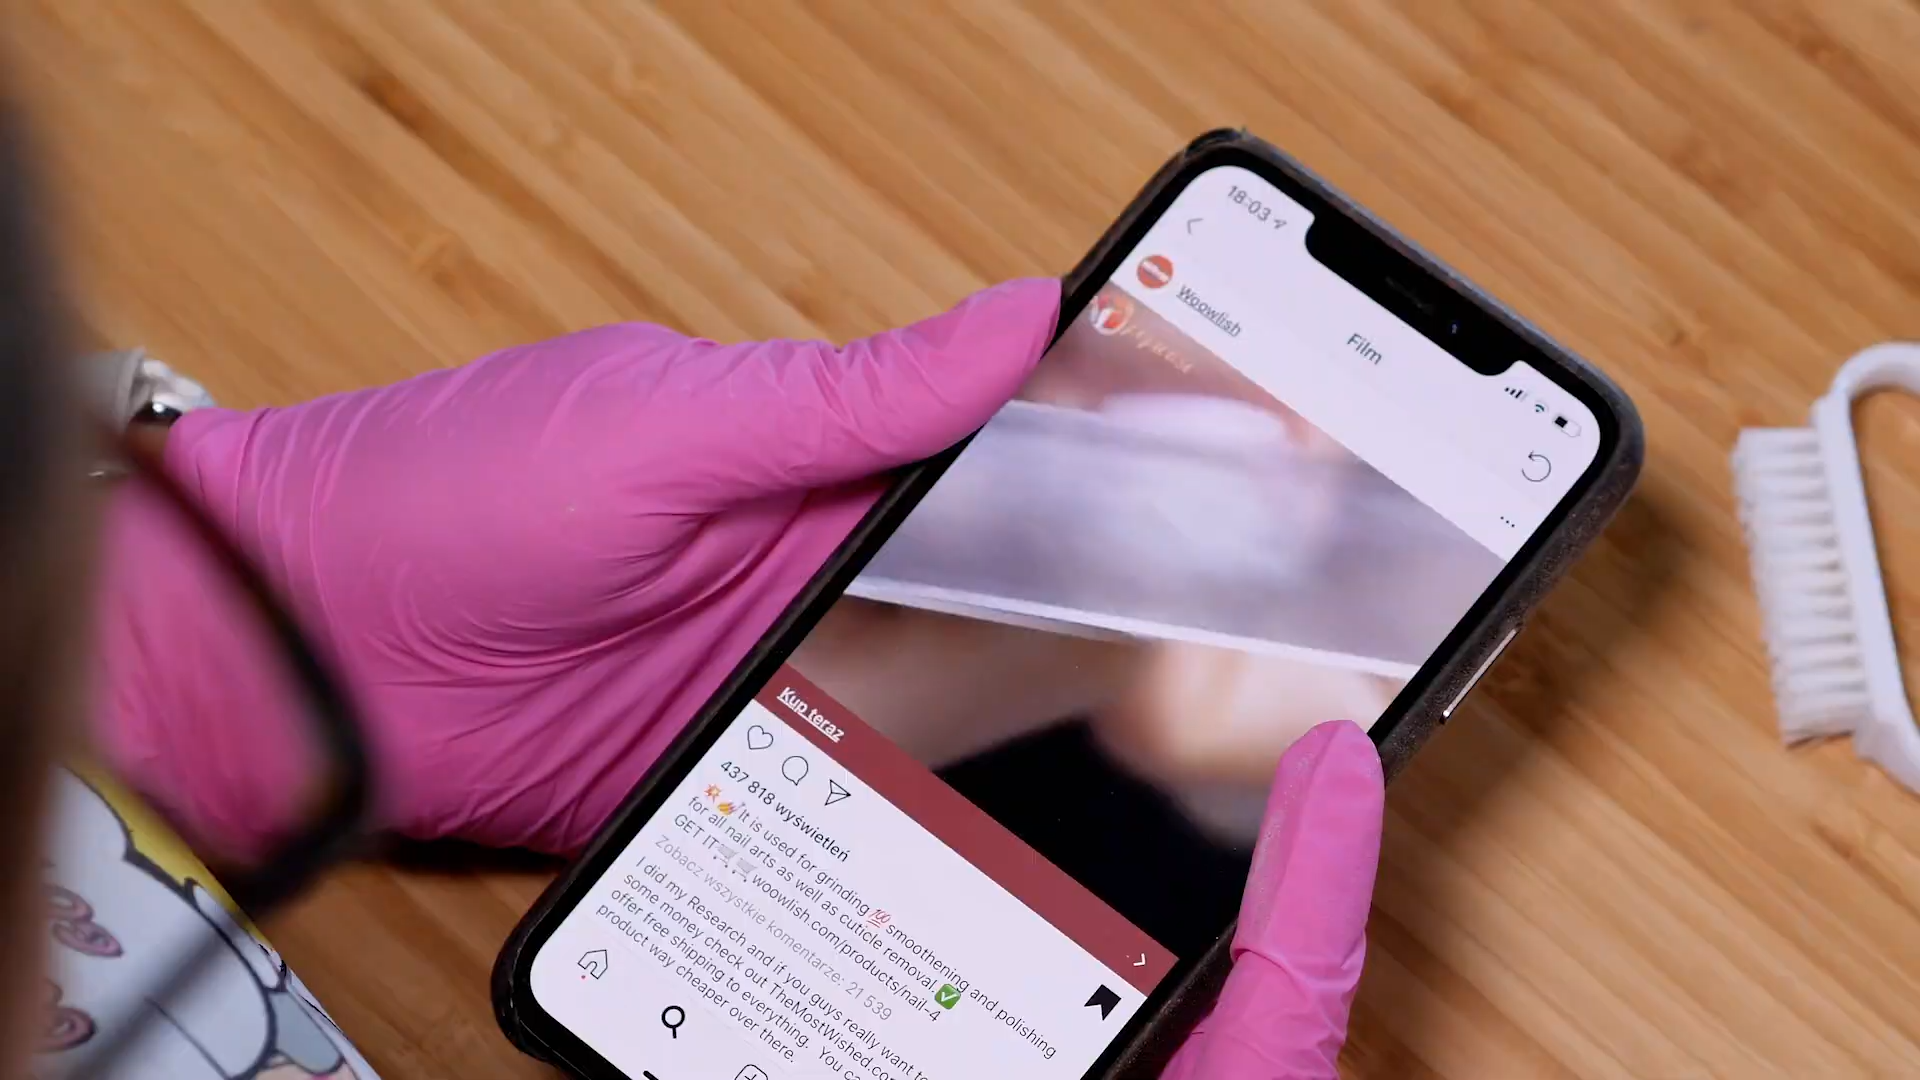 18:03
Woowlish
Film
Kup teraz
437 818 wyświetleń
It is used for grinding 💯 smoothening and polishing
for all nail arts as well as cuticle removal.✅
GET IT🛒🛒woowlish.com/products/nail-4
Zobacz wszystkie komentarze: 21 539
I did my Research and if you guys really want to
some money check out TheMostWished.com
offer free shipping to everything. You ca
product way cheaper over there.